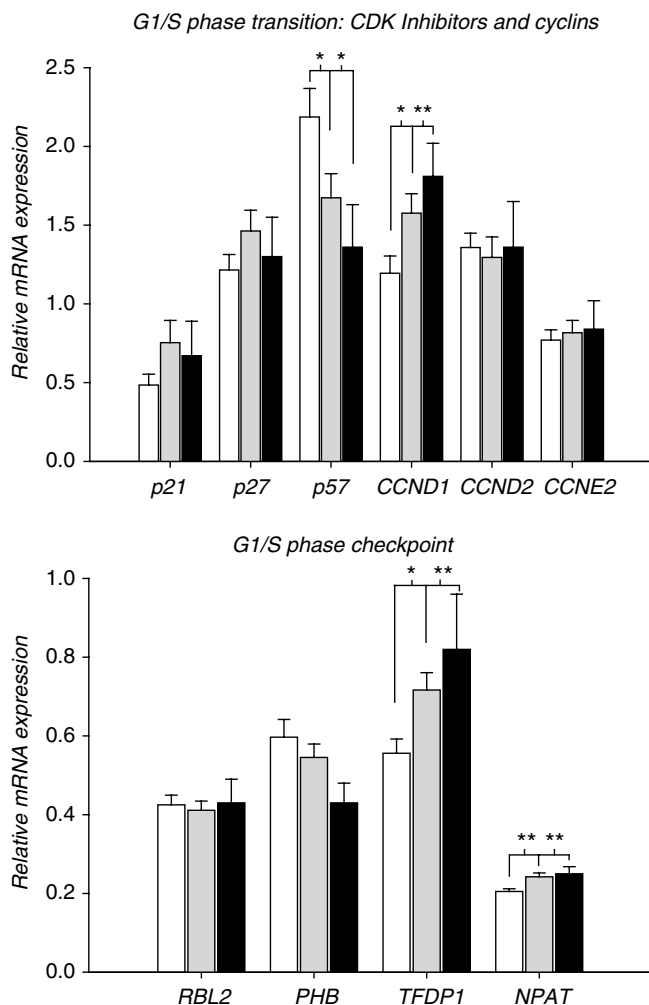 G1/S phase transition: CDK Inhibitors and cyclins
Relative mRNA expression
2.5
2.0
1.5
1.0
0.5
0.0
* *
* **
p21 p27 p57 CCND1 CCND2 CCNE2
G1/S phase checkpoint
Relative mRNA expression
1.0
0.8
0.6
0.4
0.2
0.0
* **
** **
RBL2 PHB TFDP1 NPAT